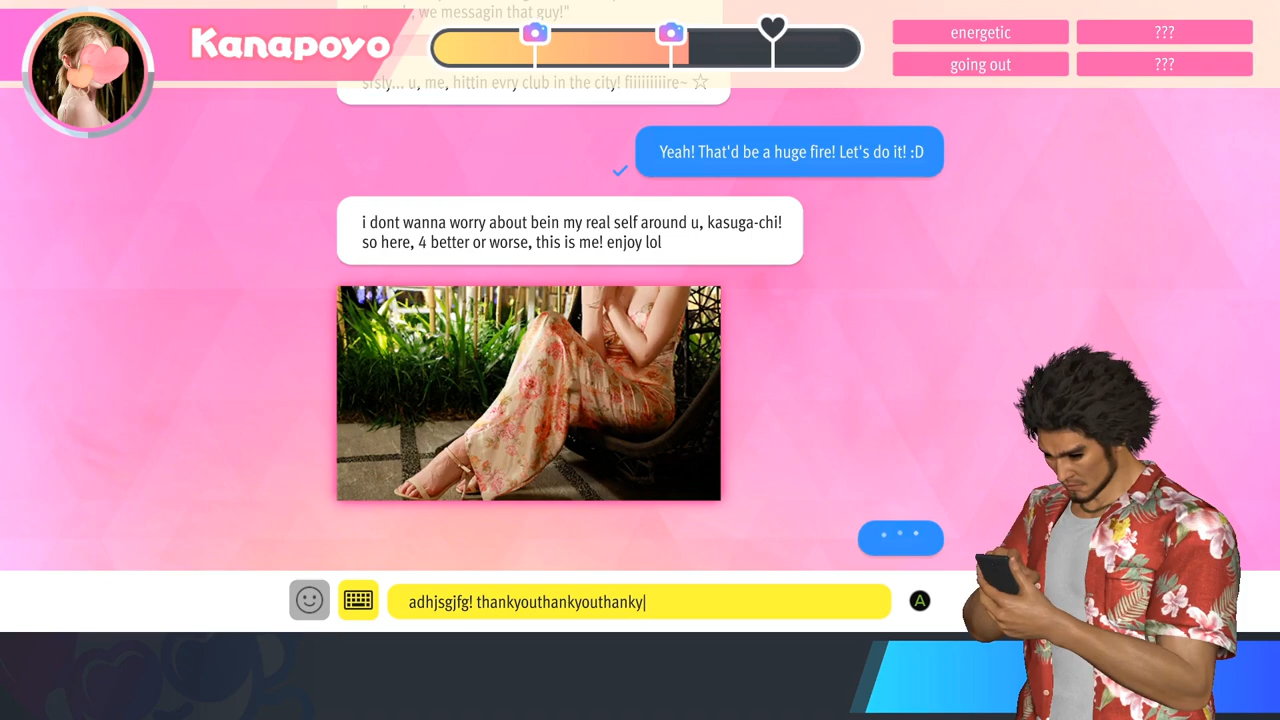 we messagin that guy!"
Kanapoyo
energetic
???
going out
???
srsly... u, me, hittin evry club in the city! fiiiiiiiire~ ☆
Yeah! That'd be a huge fire! Let's do it! :D
i dont wanna worry about bein my real self around u, kasuga-chi!
so here, 4 better or worse, this is me! enjoy lol
adhjsgjfg! thankyouthankyouthanky|
A